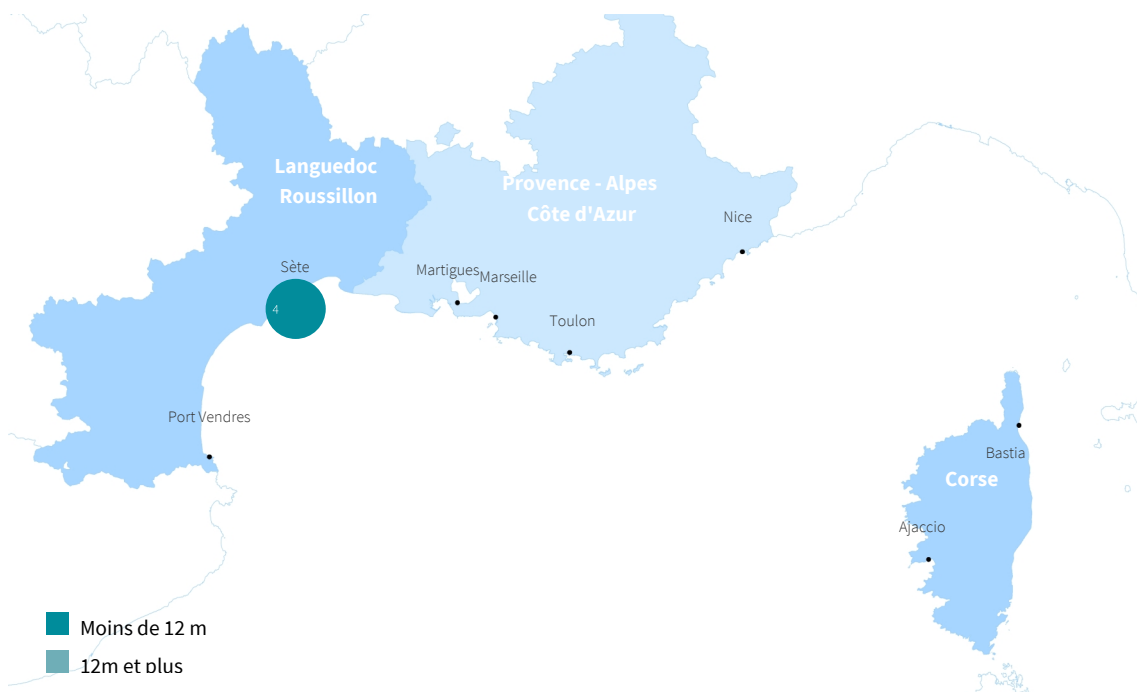 Languedoc
Roussillon
Provence - Alpes
Côte d'Azur
Nice
Sète
4
Martigues
Marseille
Toulon
Port Vendres
Bastia
Corse
Ajaccio
Moins de 12 m
12m et plus